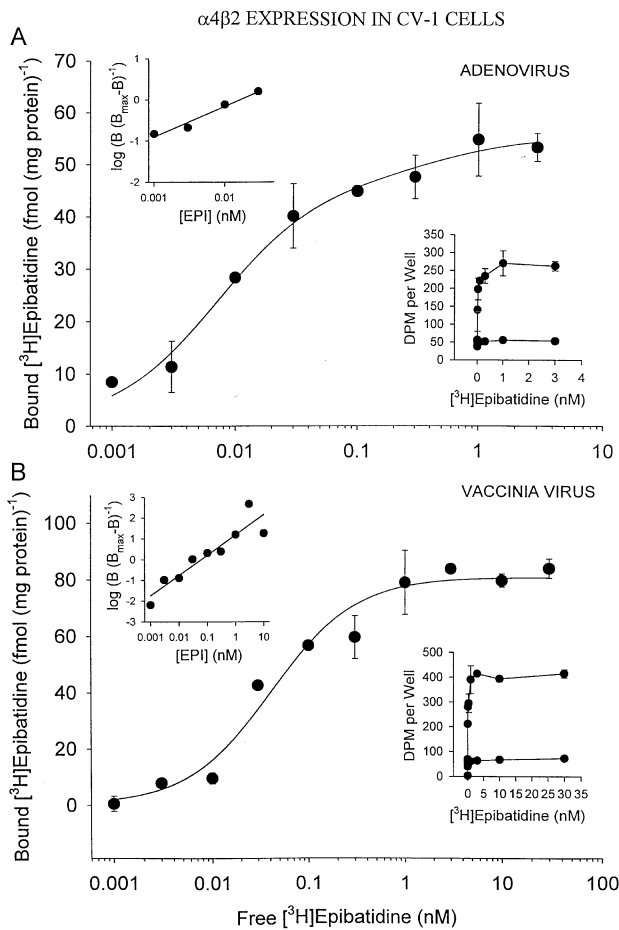 α4β2 EXPRESSION IN CV-1 CELLS
A
ADENOVIRUS
Bound [³H]Epibatidine (fmol (mg protein)⁻¹)
70
60
50
40
30
20
10
0
0.001
0.01
0.1
1
10
log (B (Bmax-B)⁻¹)
1
0
-1
-2
0.001
0.01
[EPI] (nM)
DPM per Well
350
300
250
200
150
100
50
0
0 1 2 3 4
[³H]Epibatidine (nM)
B
VACCINIA VIRUS
Bound [³H]Epibatidine (fmol (mg protein)⁻¹)
100
80
60
40
20
0
0.001
0.01
0.1
1
10
100
Free [³H]Epibatidine (nM)
log (B (Bmax-B)⁻¹)
3
2
1
0
-1
-2
-3
0.001 0.01 0.1 1 10
[EPI] (nM)
DPM per Well
500
400
300
200
100
0
0 5 10 15 20 25 30 35
[³H]Epibatidine (nM)